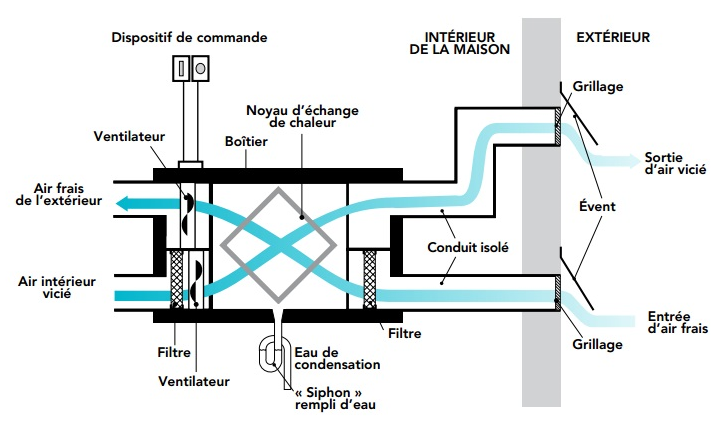 Dispositif de commande
INTÉRIEUR
DE LA MAISON
EXTÉRIEUR
Grillage
Noyau d'échange
de chaleur
Ventilateur
Boîtier
Sortie
d'air vicié
Air frais
de l'extérieur
Évent
Conduit isolé
Air intérieur
vicié
Entrée
d'air frais
Filtre
Grillage
Filtre
Eau de
condensation
Ventilateur
« Siphon »
rempli d'eau